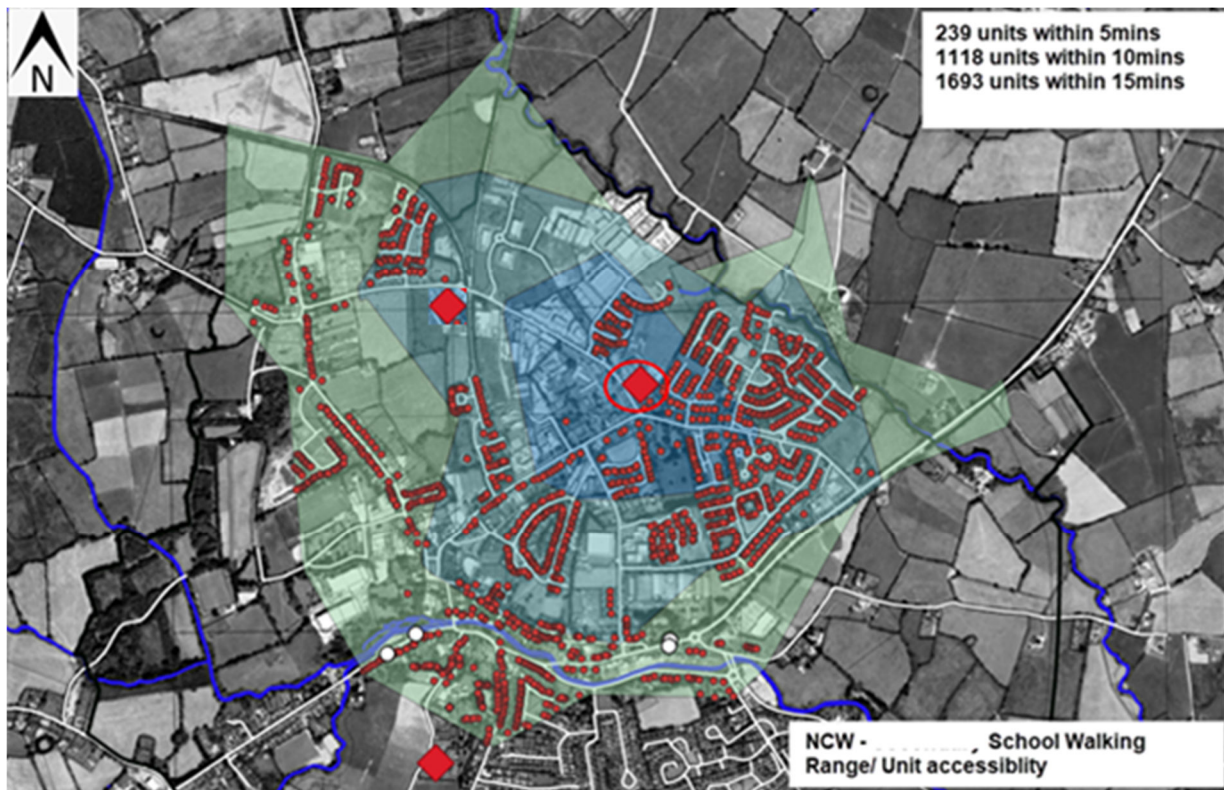 239 units within 5mins
1118 units within 10mins
1693 units within 15mins
N
NCW - School Walking
Range/ Unit accessiblity